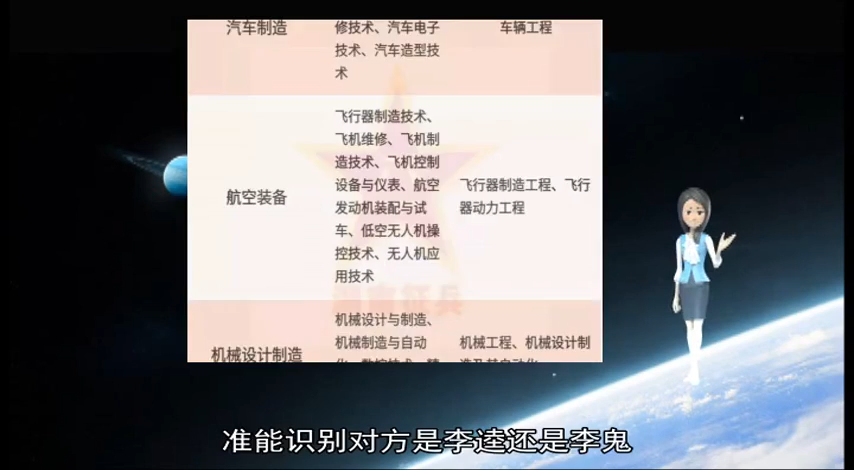 汽车制造
修技术、汽车电子
技术、汽车造型技
术
车辆工程
航空装备
飞行器制造技术、
飞机维修、飞机制
造技术、飞机控制
设备与仪表、航空
发动机装配与试
车、低空无人机操
控技术、无人机应
用技术
飞行器制造工程、飞行
器动力工程
机械设计制造
机械设计与制造、
机械制造与自动
机械工程、机械设计制
征兵
准能识别对方是李逵还是李鬼